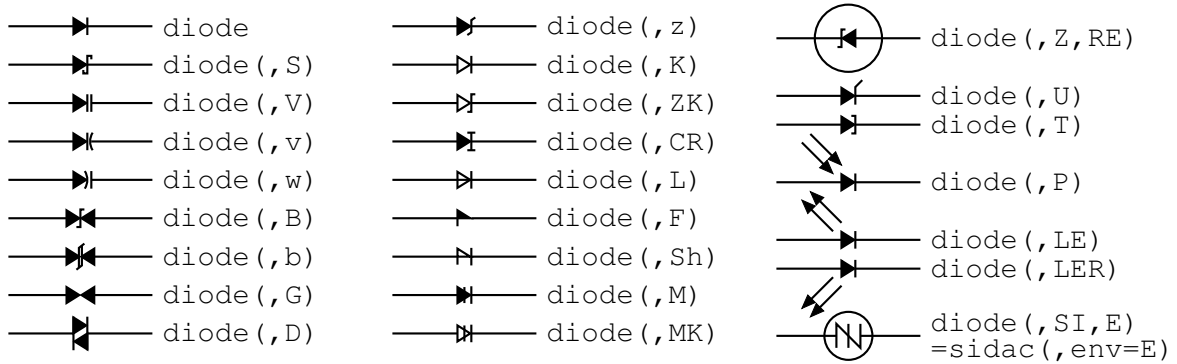 diode
diode(,S)
diode(,V)
diode(,v)
diode(,w)
diode(,B)
diode(,b)
diode(,G)
diode(,D)
diode(,z)
diode(,K)
diode(,ZK)
diode(,CR)
diode(,L)
diode(,F)
diode(,Sh)
diode(,M)
diode(,MK)
diode(,Z,RE)
diode(,U)
diode(,T)
diode(,P)
diode(,LE)
diode(,LER)
diode(,SI,E)
=sidac(,env=E)